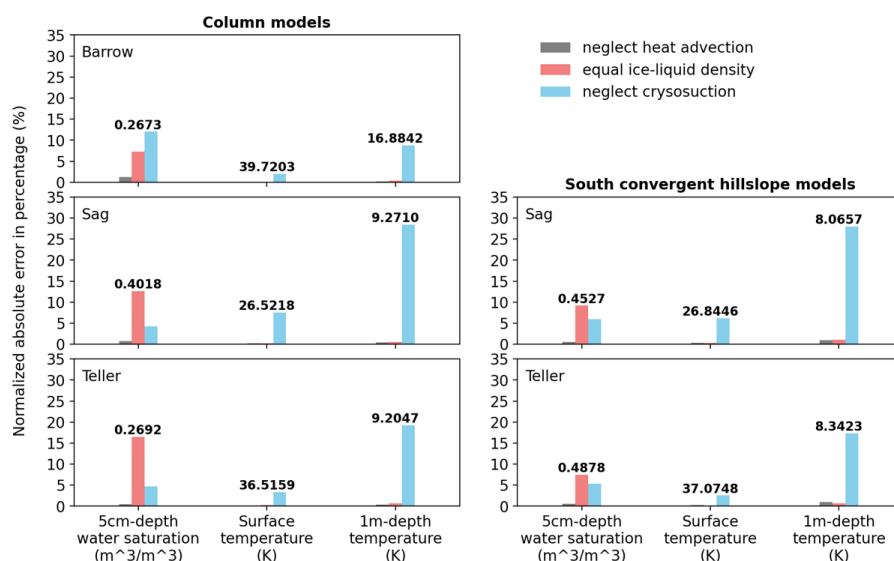 Column models
Normalized absolute error in percentage (%)
35
30
25
20
15
10
5
0
Barrow
0.2673
39.7203
16.8842
neglect heat advection
equal ice-liquid density
neglect crysosuction
35
30
25
20
15
10
5
0
Sag
0.4018
26.5218
9.2710
South convergent hillslope models
35
30
25
20
15
10
5
0
Sag
0.4527
26.8446
8.0657
35
30
25
20
15
10
5
0
Teller
0.2692
36.5159
9.2047
5cm-depth
water saturation
(m^3/m^3)
Surface
temperature
(K)
1m-depth
temperature
(K)
35
30
25
20
15
10
5
0
Teller
0.4878
37.0748
8.3423
5cm-depth
water saturation
(m^3/m^3)
Surface
temperature
(K)
1m-depth
temperature
(K)